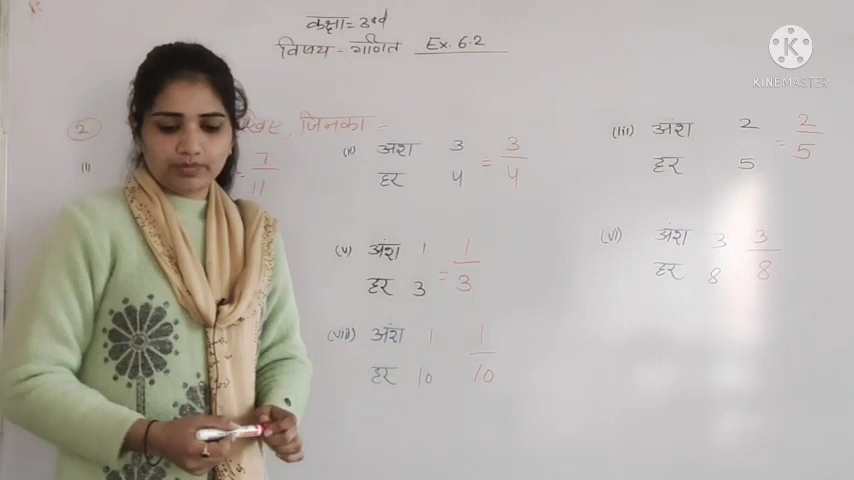 कक्षा = 3rd
विषय - गणित Ex. 6.2
K
KINEMASTER
(2) जिनका -
(i) = 7/11
(ii) अंश 3
हर 4 = 3/4
(iii) अंश 2
हर 5 = 2/5
(v) अंश 1
हर 3 = 1/3
(vi) अंश 3
हर 8 3/8
(viii) अंश 1
हर 10 1/10